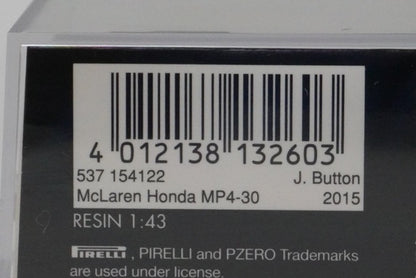 4 012138 132603
537 154122 J. Button
McLaren Honda MP4-30 2015
RESIN 1:43
PIRELLI , PIRELLI and PZERO Trademarks
are used under license.